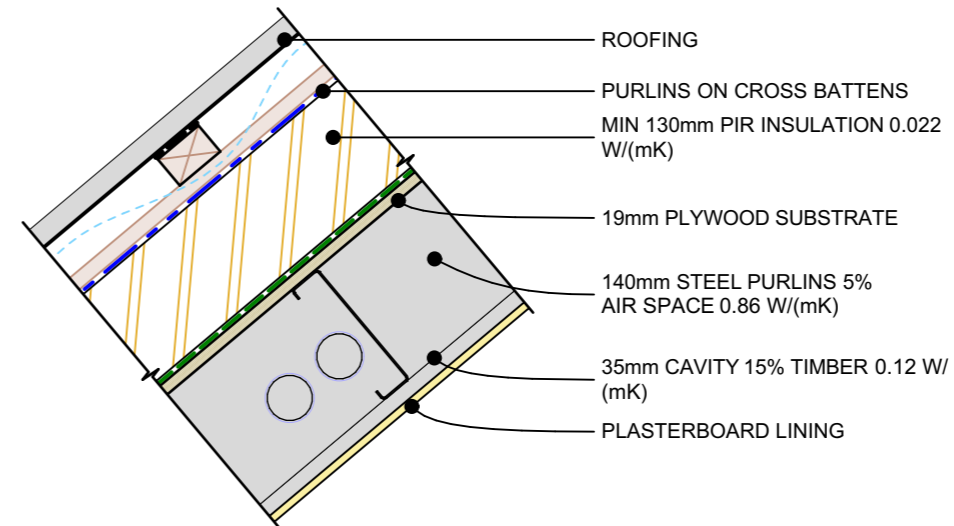 ROOFING
PURLINS ON CROSS BATTENS
MIN 130mm PIR INSULATION 0.022
W/(mK)
19mm PLYWOOD SUBSTRATE
140mm STEEL PURLINS 5%
AIR SPACE 0.86 W/(mK)
35mm CAVITY 15% TIMBER 0.12 W/
(mK)
PLASTERBOARD LINING